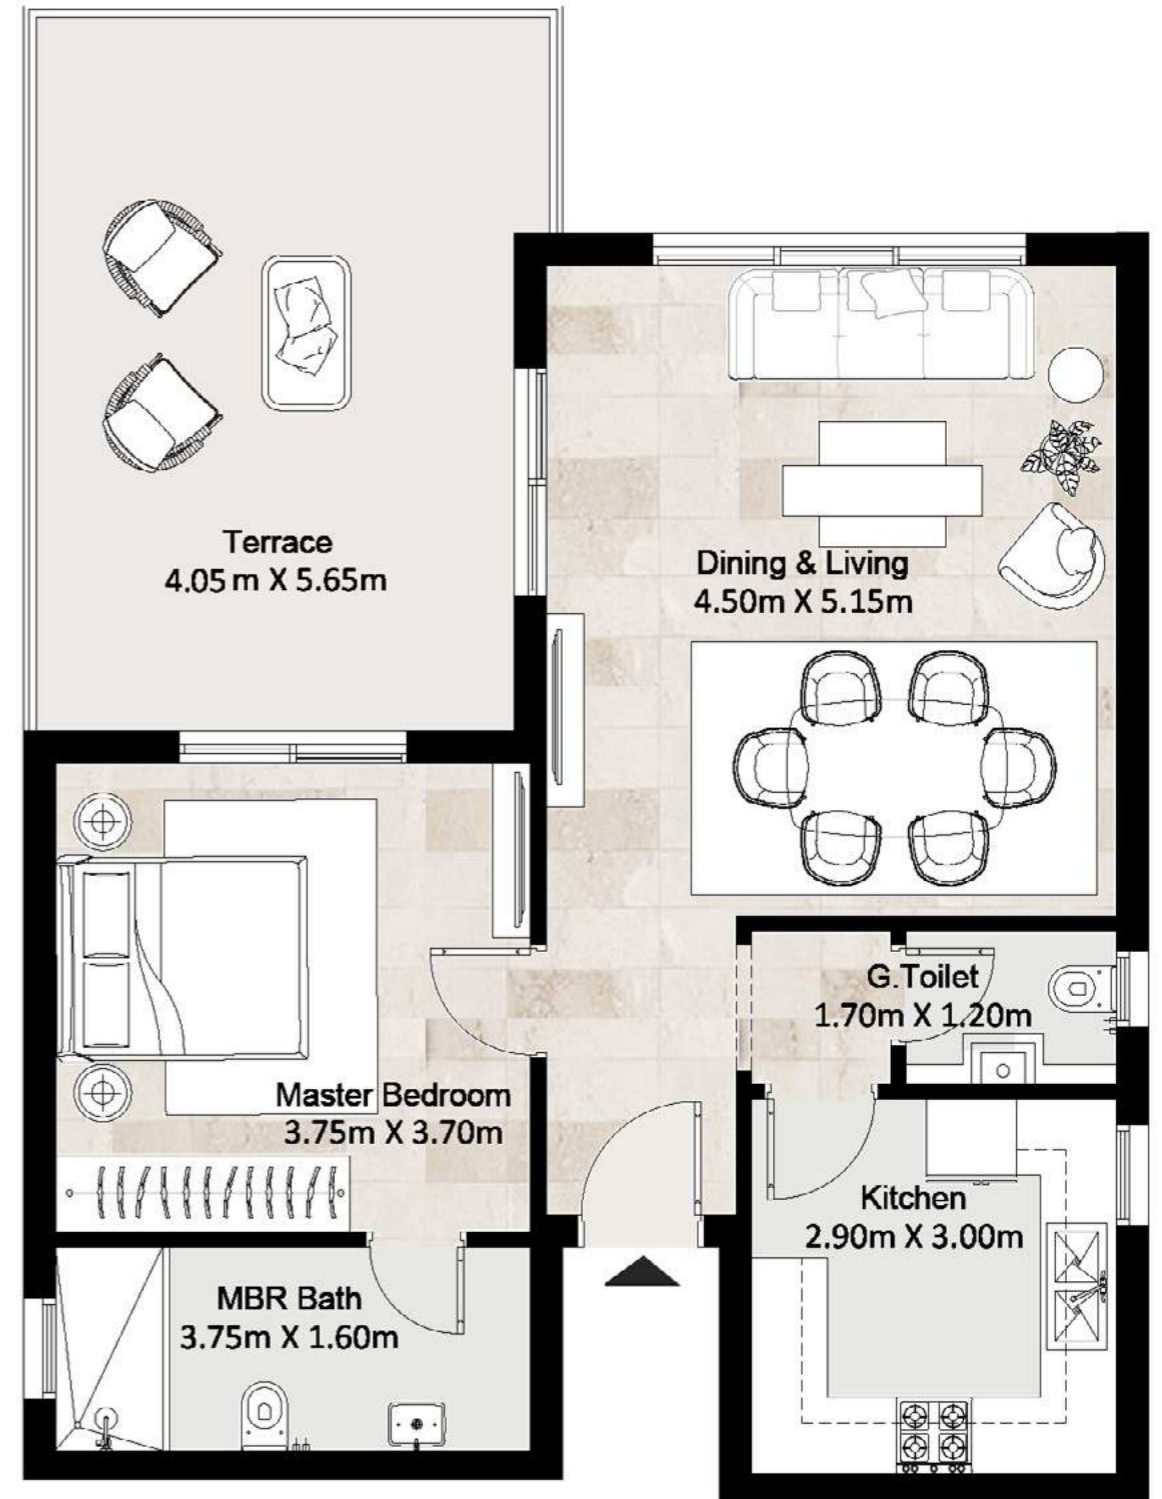 Terrace
4.05 m X 5.65m
Dining & Living
4.50m X 5.15m
G.Toilet
1.70m X 1.20m
Master Bedroom
3.75m X 3.70m
Kitchen
2.90m X 3.00m
MBR Bath
3.75m X 1.60m